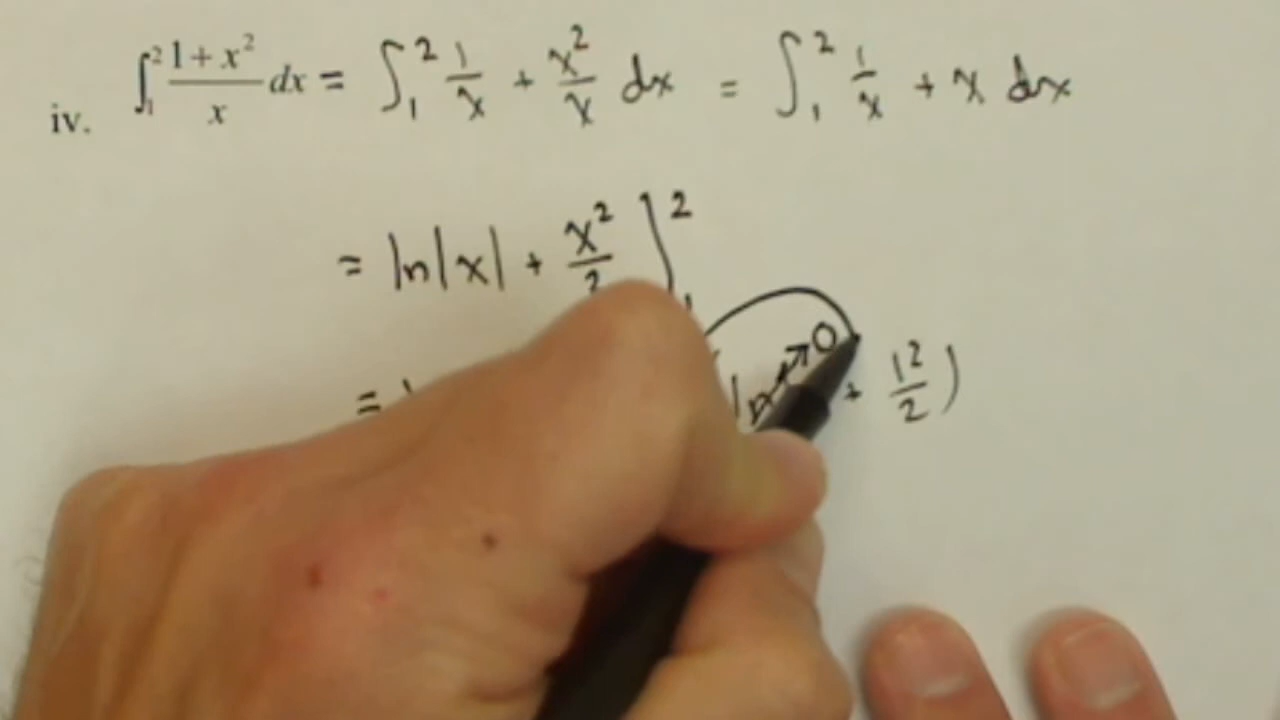 iv. ∫₁² (1 + x²)/x dx = ∫₁² 1/x + x²/x dx = ∫₁² 1/x + x dx
= ln|x| + x²/2 ]₁²
= ln 0 + 1²/2 )